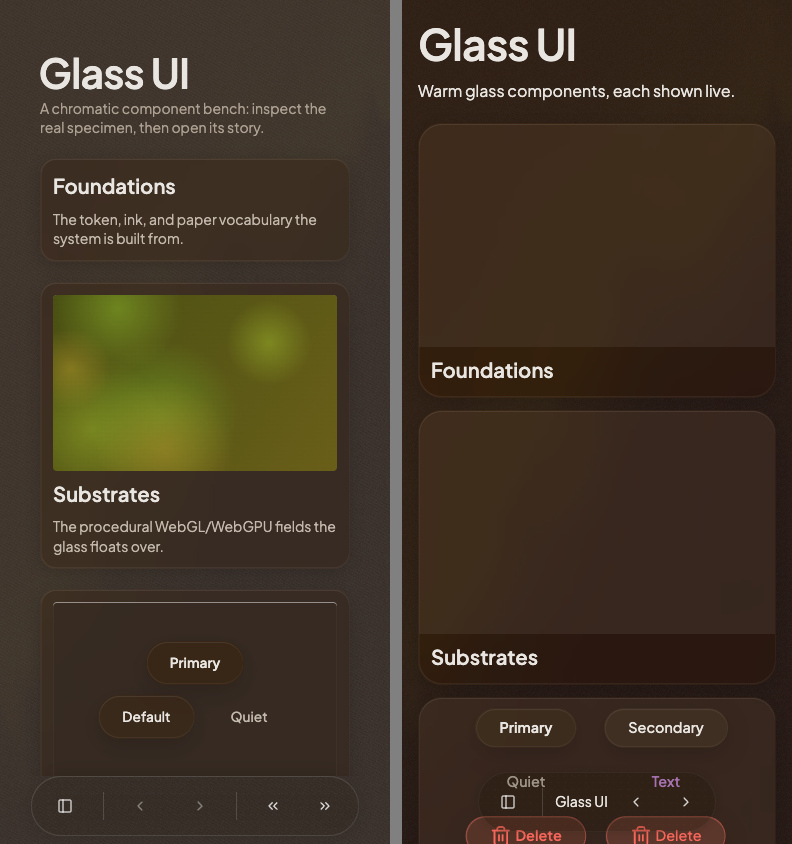 Glass UI
A chromatic component bench: inspect the
real specimen, then open its story.
Foundations
The token, ink, and paper vocabulary the
system is built from.
Substrates
The procedural WebGL/WebGPU fields the
glass floats over.
Primary
Default
Quiet
Glass UI
Warm glass components, each shown live.
Foundations
Substrates
Primary
Secondary
Quiet
Text
Glass UI
Delete
Delete